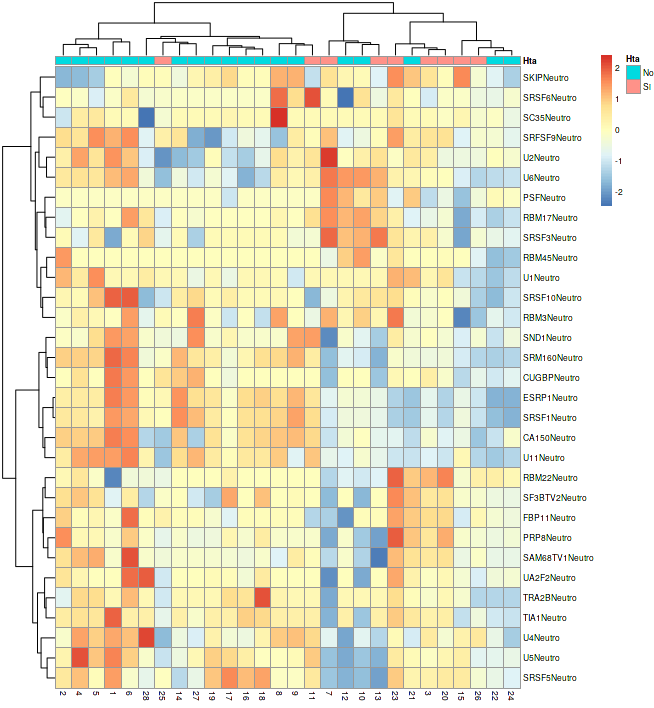 Hta
SKIPNeutro
SRSF6Neutro
SC35Neutro
SRFSF9Neutro
U2Neutro
U6Neutro
PSFNeutro
RBM17Neutro
SRSF3Neutro
RBM45Neutro
U1Neutro
SRSF10Neutro
RBM3Neutro
SND1Neutro
SRM160Neutro
CUGBPNeutro
ESRP1Neutro
SRSF1Neutro
CA150Neutro
U11Neutro
RBM22Neutro
SF3BTV2Neutro
FBP11Neutro
PRP8Neutro
SAM68TV1Neutro
UA2F2Neutro
TRA2BNeutro
TIA1Neutro
U4Neutro
U5Neutro
SRSF5Neutro
2 4 5 1 6 28 25 14 27 19 17 16 18 8 9 11 7 12 10 13 23 21 3 20 15 26 22 24
2
1
0
-1
-2
Hta
No
SI